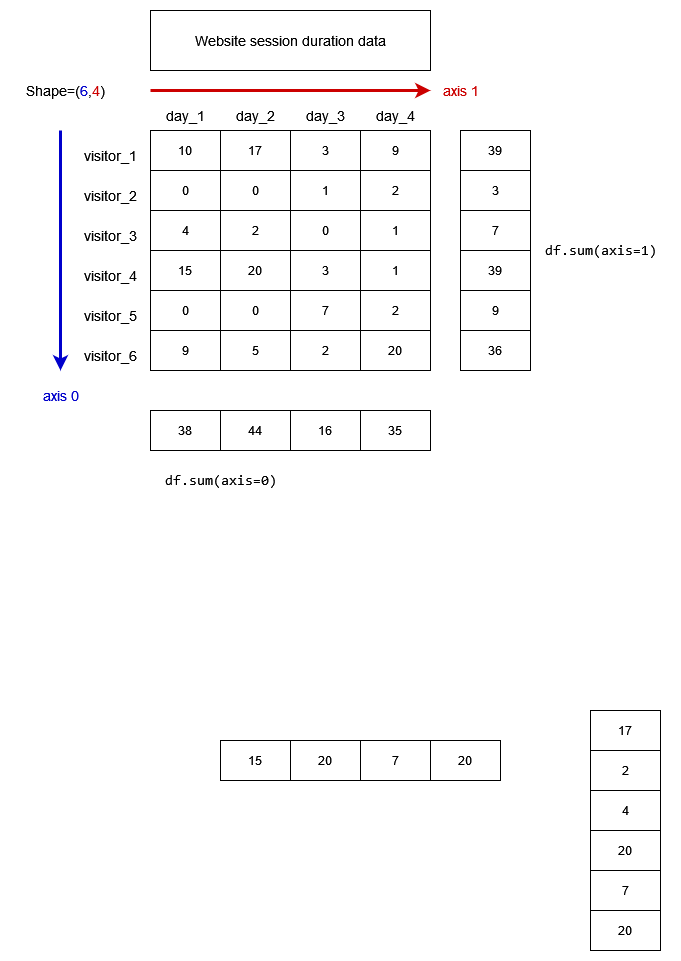 Website session duration data
Shape=(6,4) axis 1
day_1 day_2 day_3 day_4
visitor_1 10 17 3 9 39
visitor_2 0 0 1 2 3
visitor_3 4 2 0 1 7
df.sum(axis=1)
visitor_4 15 20 3 1 39
visitor_5 0 0 7 2 9
visitor_6 9 5 2 20 36
axis 0
38 44 16 35
df.sum(axis=0)
15 20 7 20
17
2
4
20
7
20